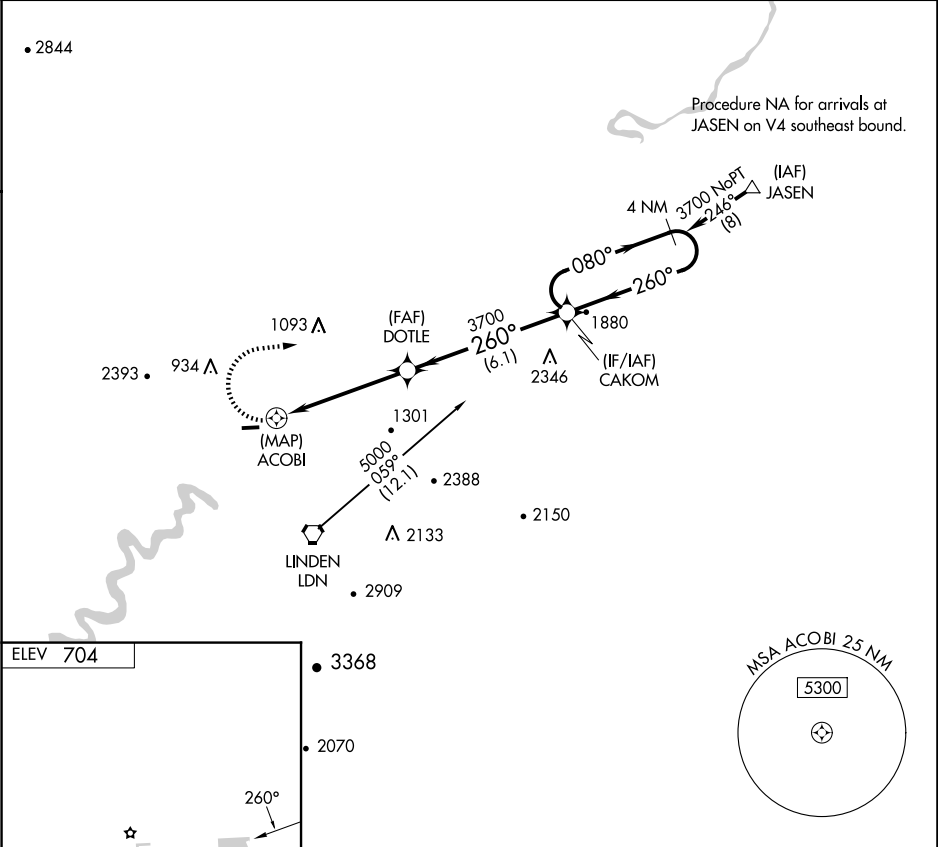 2844
Procedure NA for arrivals at
JASEN on V4 southeast bound.
(IAF)
JASEN
3700 NoPT
246°
(8)
4 NM
080°
260°
1880
(IF/IAF)
CAKOM
3700
260°
(6.1)
2346
(FAF)
DOTLE
1093
934
2393
(MAP)
ACOBI
1301
5000
059°
(12.1)
2388
2150
2133
LINDEN
LDN
2909
ELEV 704
3368
2070
260°
MSA ACOBI 25 NM
5300